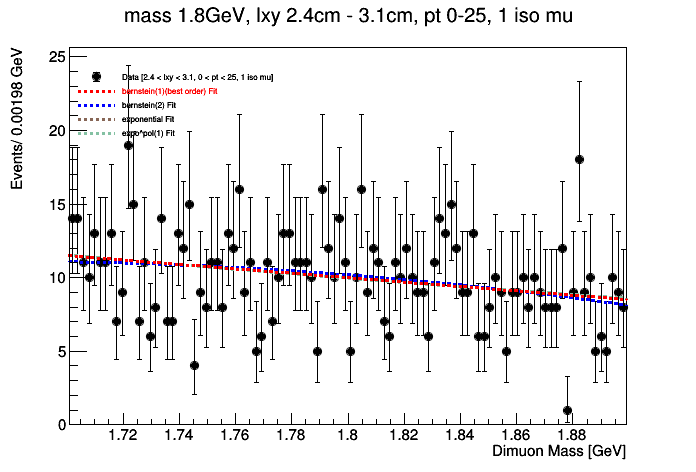 mass 1.8GeV, lxy 2.4cm - 3.1cm, pt 0-25, 1 iso mu
Events/ 0.00198 GeV
25
20
15
10
5
0
Data [2.4 < lxy < 3.1, 0 < pt < 25, 1 iso mu]
bernstein(1)(best order) Fit
bernstein(2) Fit
exponential Fit
expo*pol(1) Fit
1.72
1.74
1.76
1.78
1.8
1.82
1.84
1.86
1.88
Dimuon Mass [GeV]